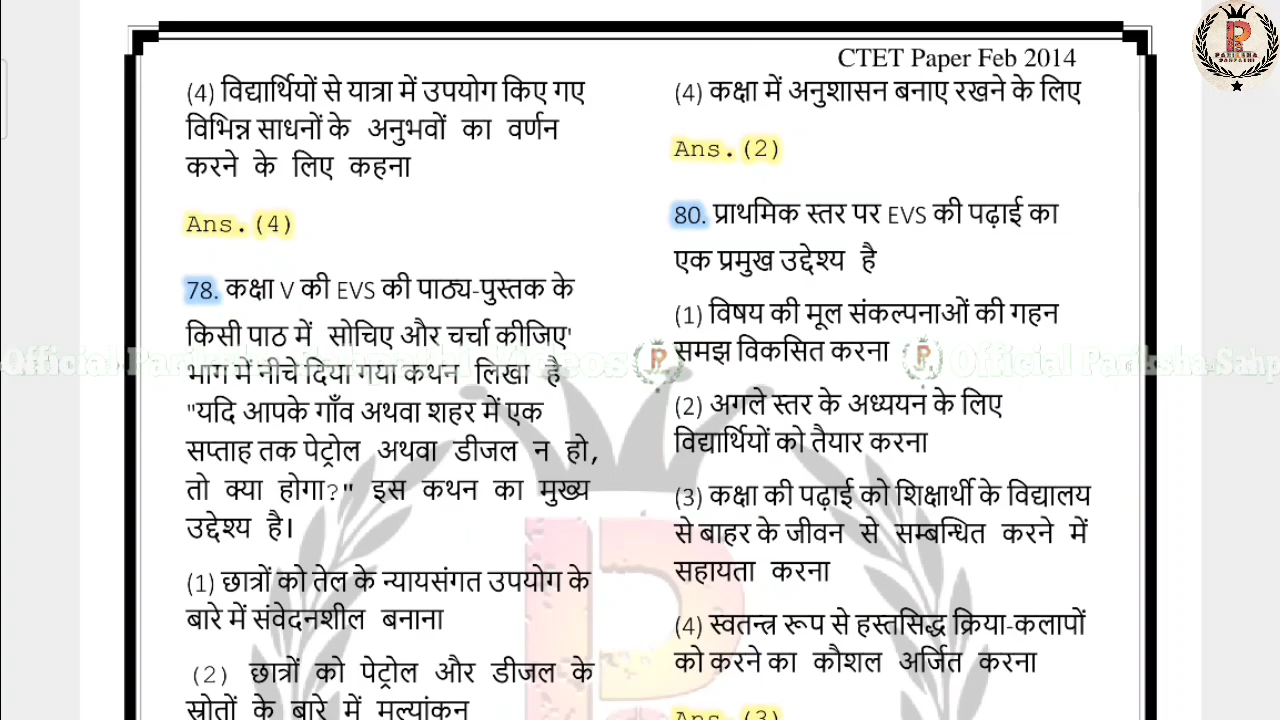 CTET Paper Feb 2014
(4) विद्यार्थियों से यात्रा में उपयोग किए गए
विभिन्न साधनों के अनुभवों का वर्णन
करने के लिए कहना
Ans.(4)
78. कक्षा V की EVS की पाठ्य-पुस्तक के
किसी पाठ में सोचिए और चर्चा कीजिए'
भाग में नीचे दिया गया कथन लिखा है
"यदि आपके गाँव अथवा शहर में एक
सप्ताह तक पेट्रोल अथवा डीजल न हो,
तो क्या होगा?" इस कथन का मुख्य
उद्देश्य है।
(1) छात्रों को तेल के न्यायसंगत उपयोग के
बारे में संवेदनशील बनाना
(2) छात्रों को पेट्रोल और डीजल के
स्रोतों के बारे में मूल्यांकन
(4) कक्षा में अनुशासन बनाए रखने के लिए
Ans.(2)
80. प्राथमिक स्तर पर EVS की पढ़ाई का
एक प्रमुख उद्देश्य है
(1) विषय की मूल संकल्पनाओं की गहन
समझ विकसित करना
(2) अगले स्तर के अध्ययन के लिए
विद्यार्थियों को तैयार करना
(3) कक्षा की पढ़ाई को शिक्षार्थी के विद्यालय
से बाहर के जीवन से सम्बन्धित करने में
सहायता करना
(4) स्वतन्त्र रूप से हस्तसिद्ध क्रिया-कलापों
को करने का कौशल अर्जित करना
Ans.(3)